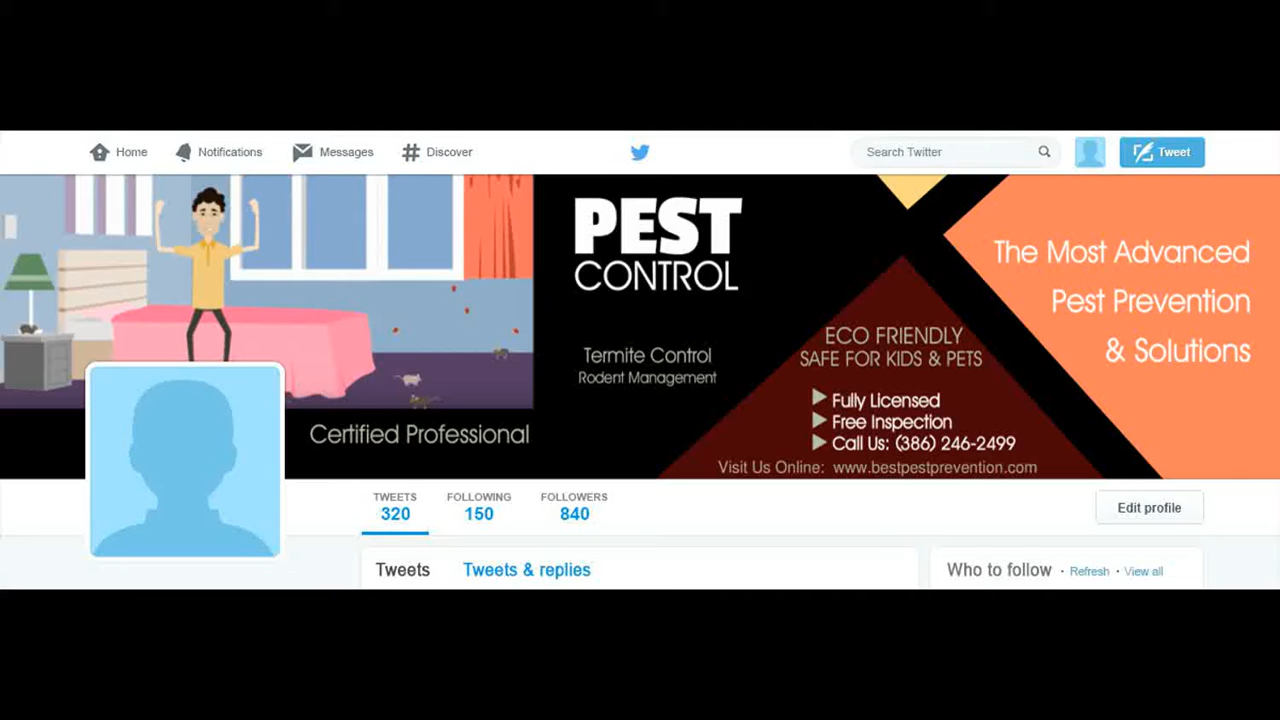 Home Notifications Messages Discover Search Twitter Tweet
PEST
CONTROL
Termite Control
Rodent Management
Certified Professional
ECO FRIENDLY
SAFE FOR KIDS & PETS
Fully Licensed
Free Inspection
Call Us: (386) 246-2499
Visit Us Online: www.bestpestprevention.com
The Most Advanced
Pest Prevention
& Solutions
TWEETS FOLLOWING FOLLOWERS
320 150 840
Edit profile
Tweets Tweets & replies
Who to follow · Refresh · View all